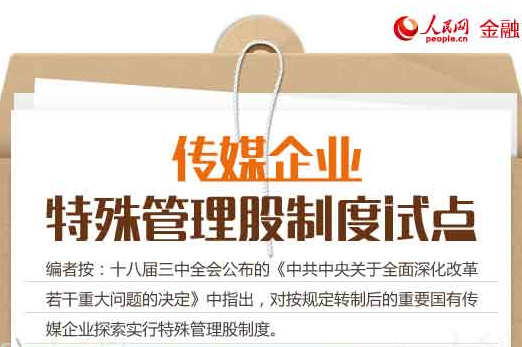 人民网 金融
people.cn
传媒企业
特殊管理股制度试点
编者按：十八届三中全会公布的《中共中央关于全面深化改革
若干重大问题的决定》中指出，对按规定转制后的重要国有传
媒企业探索实行特殊管理股制度。